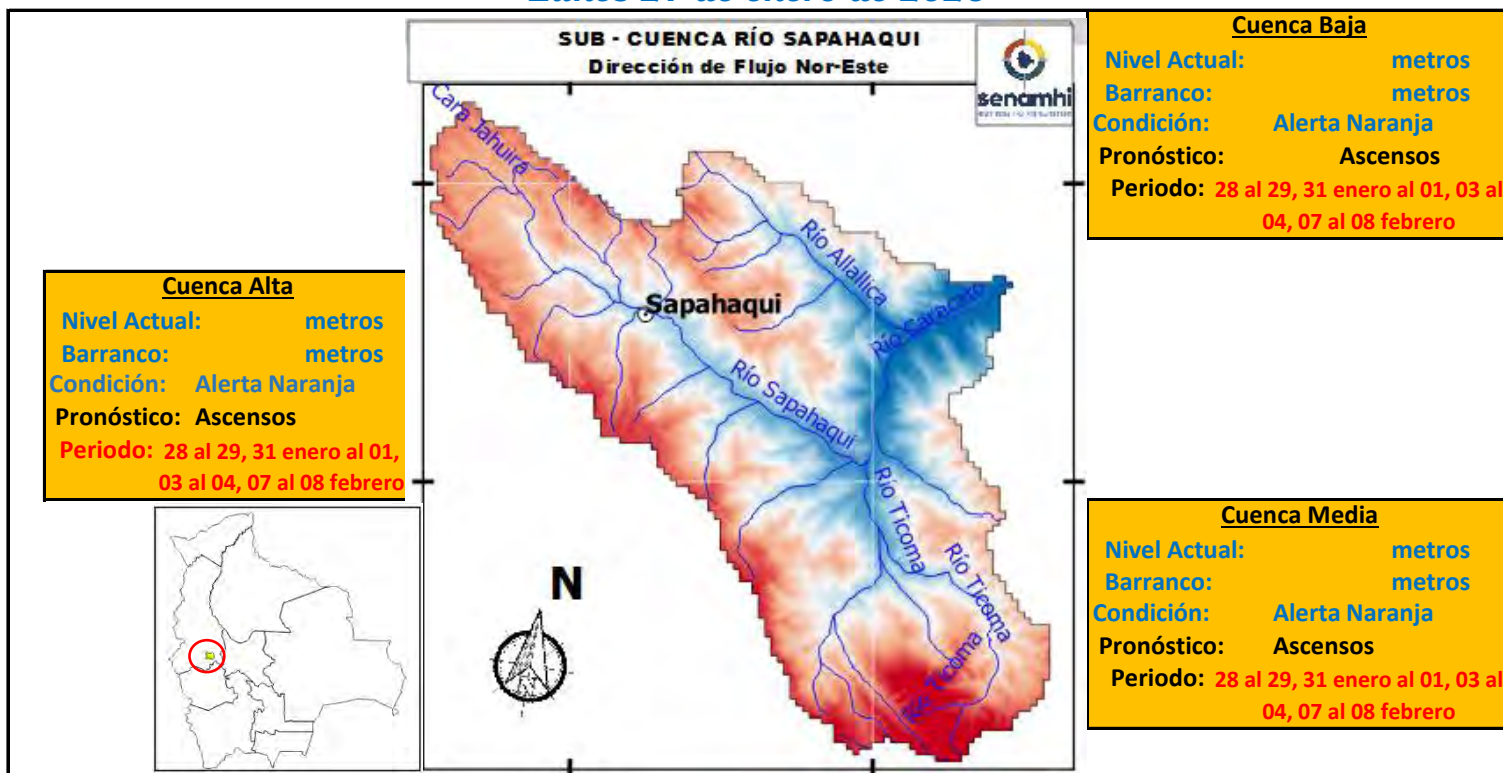 SUB - CUENCA RÍO SAPAHAQUI
Dirección de Flujo Nor-Este
senamhi
Cuenca Baja
Nivel Actual: metros
Barranco: metros
Condición: Alerta Naranja
Pronóstico: Ascensos
Periodo: 28 al 29, 31 enero al 01, 03 al
04, 07 al 08 febrero
Cuenca Alta
Nivel Actual: metros
Barranco: metros
Condición: Alerta Naranja
Pronóstico: Ascensos
Periodo: 28 al 29, 31 enero al 01,
03 al 04, 07 al 08 febrero
Cara Jahuira
Río Allallica
Sapahaqui
Río Caracato
Río Sapahaqui
Río Ticoma
Río Ticoma
Río Ticoma
N
Cuenca Media
Nivel Actual: metros
Barranco: metros
Condición: Alerta Naranja
Pronóstico: Ascensos
Periodo: 28 al 29, 31 enero al 01, 03 al
04, 07 al 08 febrero